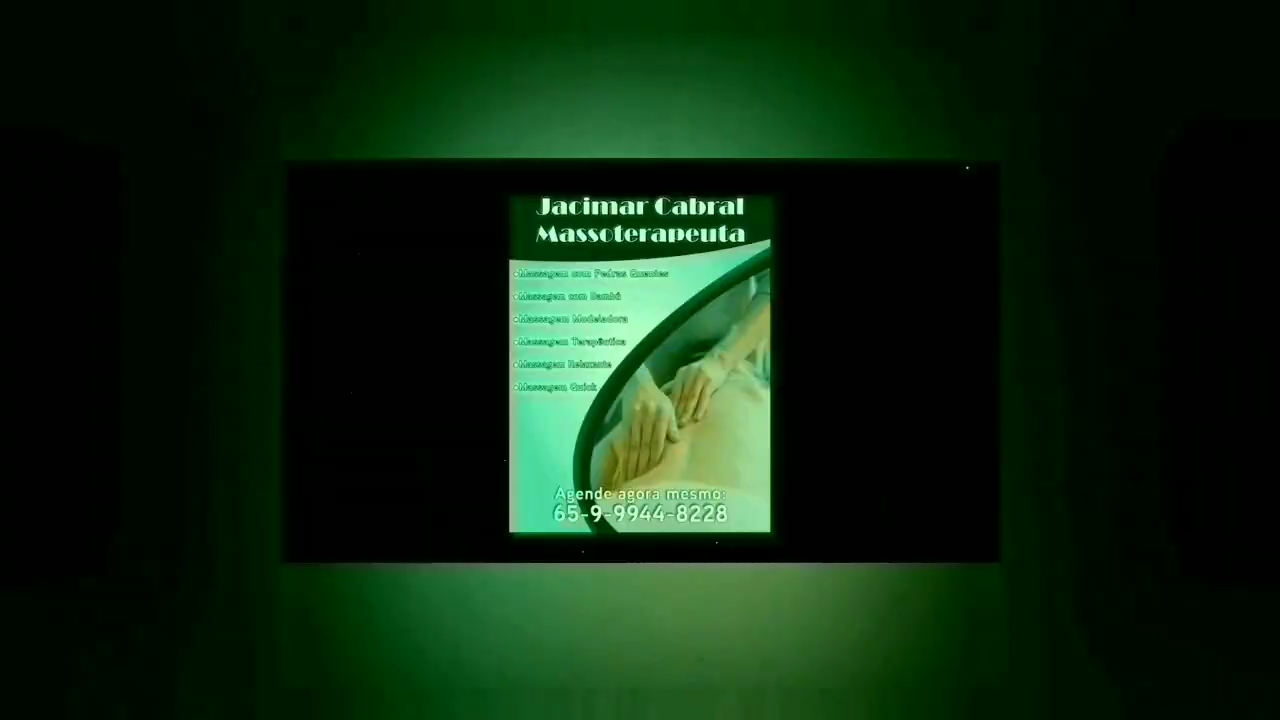 Jacimar Cabral
Massoterapeuta
•Massagem com Pedras Quentes
•Massagem com Bambú
•Massagem Modeladora
•Massagem Terapêutica
•Massagem Relaxante
•Massagem Quick
Agende agora mesmo:
65-9-9944-8228